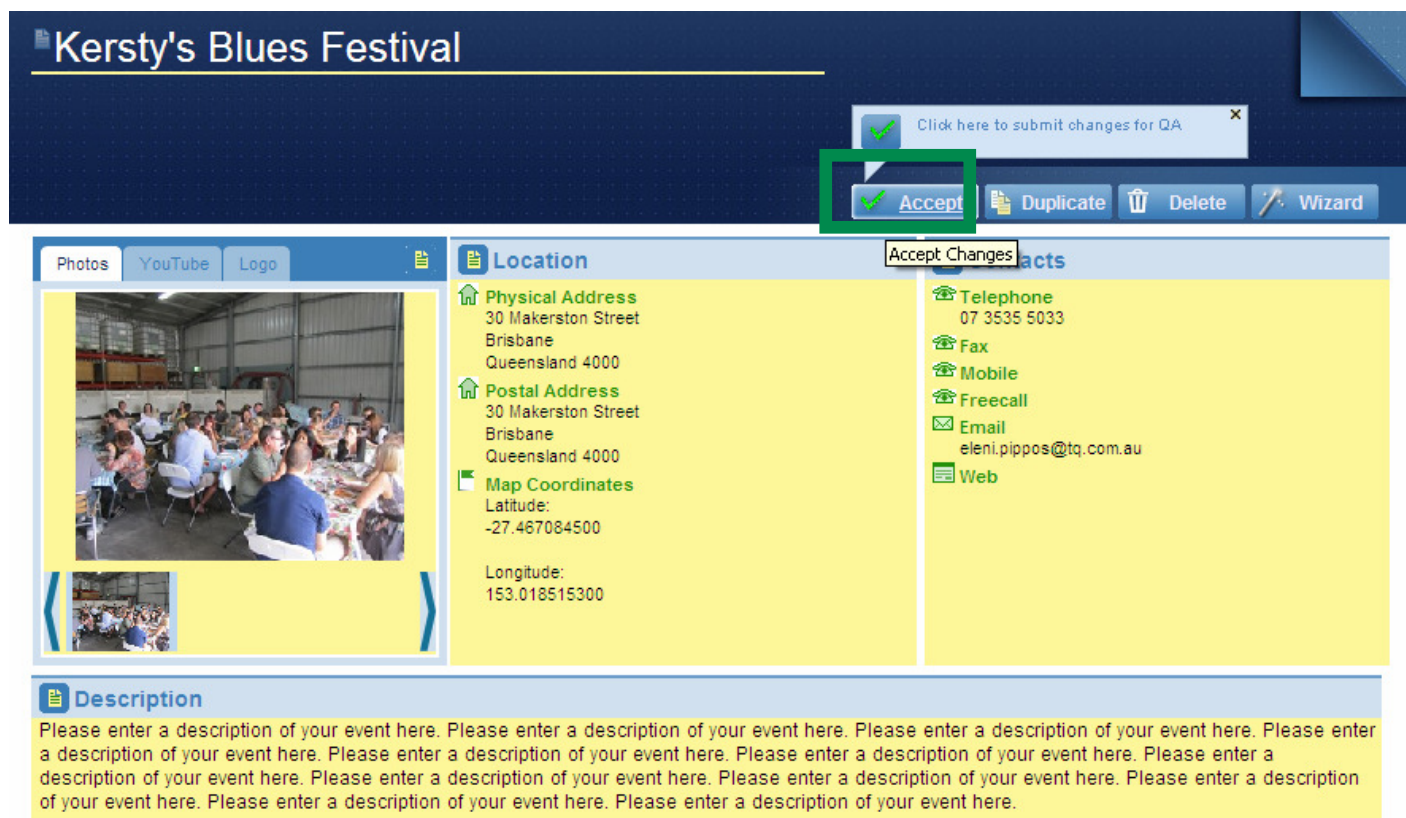 Kersty's Blues Festival
Click here to submit changes for QA
Accept
Duplicate
Delete
Wizard
Accept Changes
Photos
YouTube
Logo
Location
Physical Address
30 Makerston Street
Brisbane
Queensland 4000
Postal Address
30 Makerston Street
Brisbane
Queensland 4000
Map Coordinates
Latitude:
-27.467084500
Longitude:
153.018515300
acts
Telephone
07 3535 5033
Fax
Mobile
Freecall
Email
eleni.pippos@tq.com.au
Web
Description
Please enter a description of your event here. Please enter a description of your event here. Please enter a description of your event here. Please enter
a description of your event here. Please enter a description of your event here. Please enter a description of your event here. Please enter a
description of your event here. Please enter a description of your event here. Please enter a description of your event here. Please enter a description
of your event here. Please enter a description of your event here. Please enter a description of your event here.